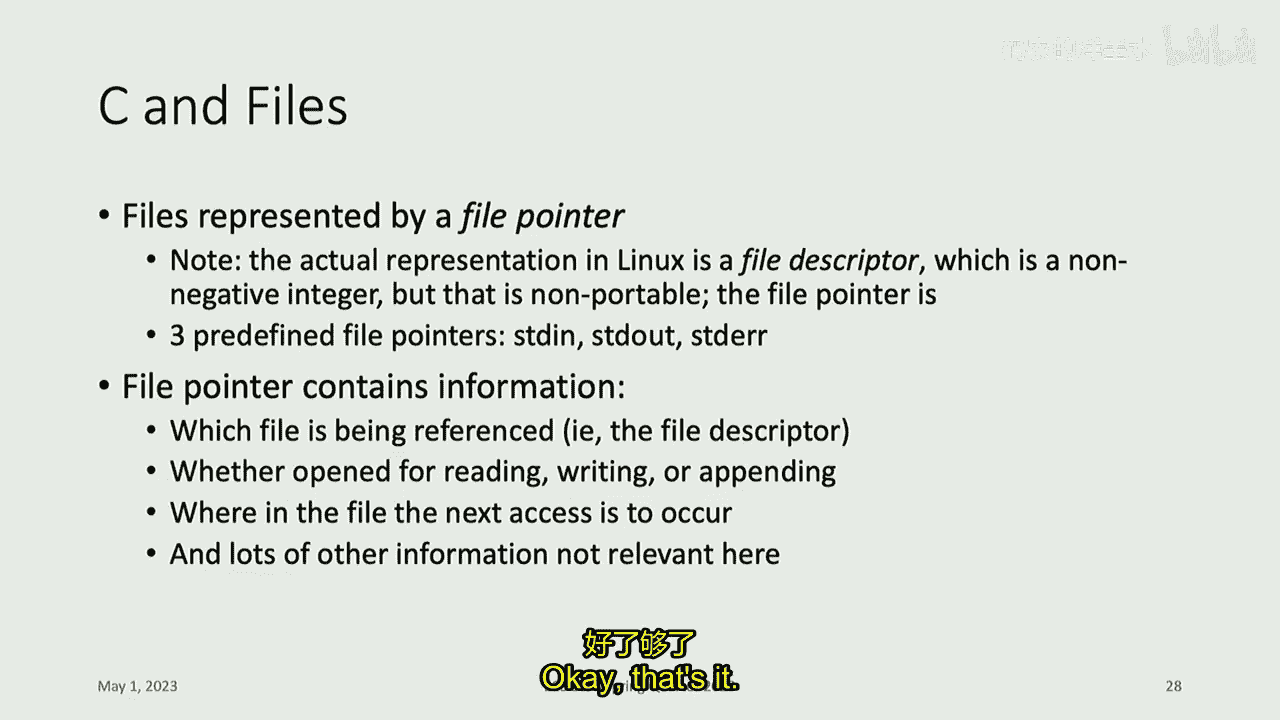 C and Files
• Files represented by a file pointer
• Note: the actual representation in Linux is a file descriptor, which is a non-
negative integer, but that is non-portable; the file pointer is
• 3 predefined file pointers: stdin, stdout, stderr
• File pointer contains information:
• Which file is being referenced (ie, the file descriptor)
• Whether opened for reading, writing, or appending
• Where in the file the next access is to occur
• And lots of other information not relevant here
好了够了
Okay, that's it.
May 1, 2023
28